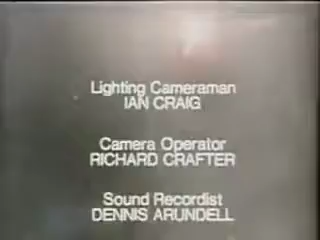 Lighting Cameraman
IAN CRAIG
Camera Operator
RICHARD CRAFTER
Sound Recordist
DENNIS ARUNDELL